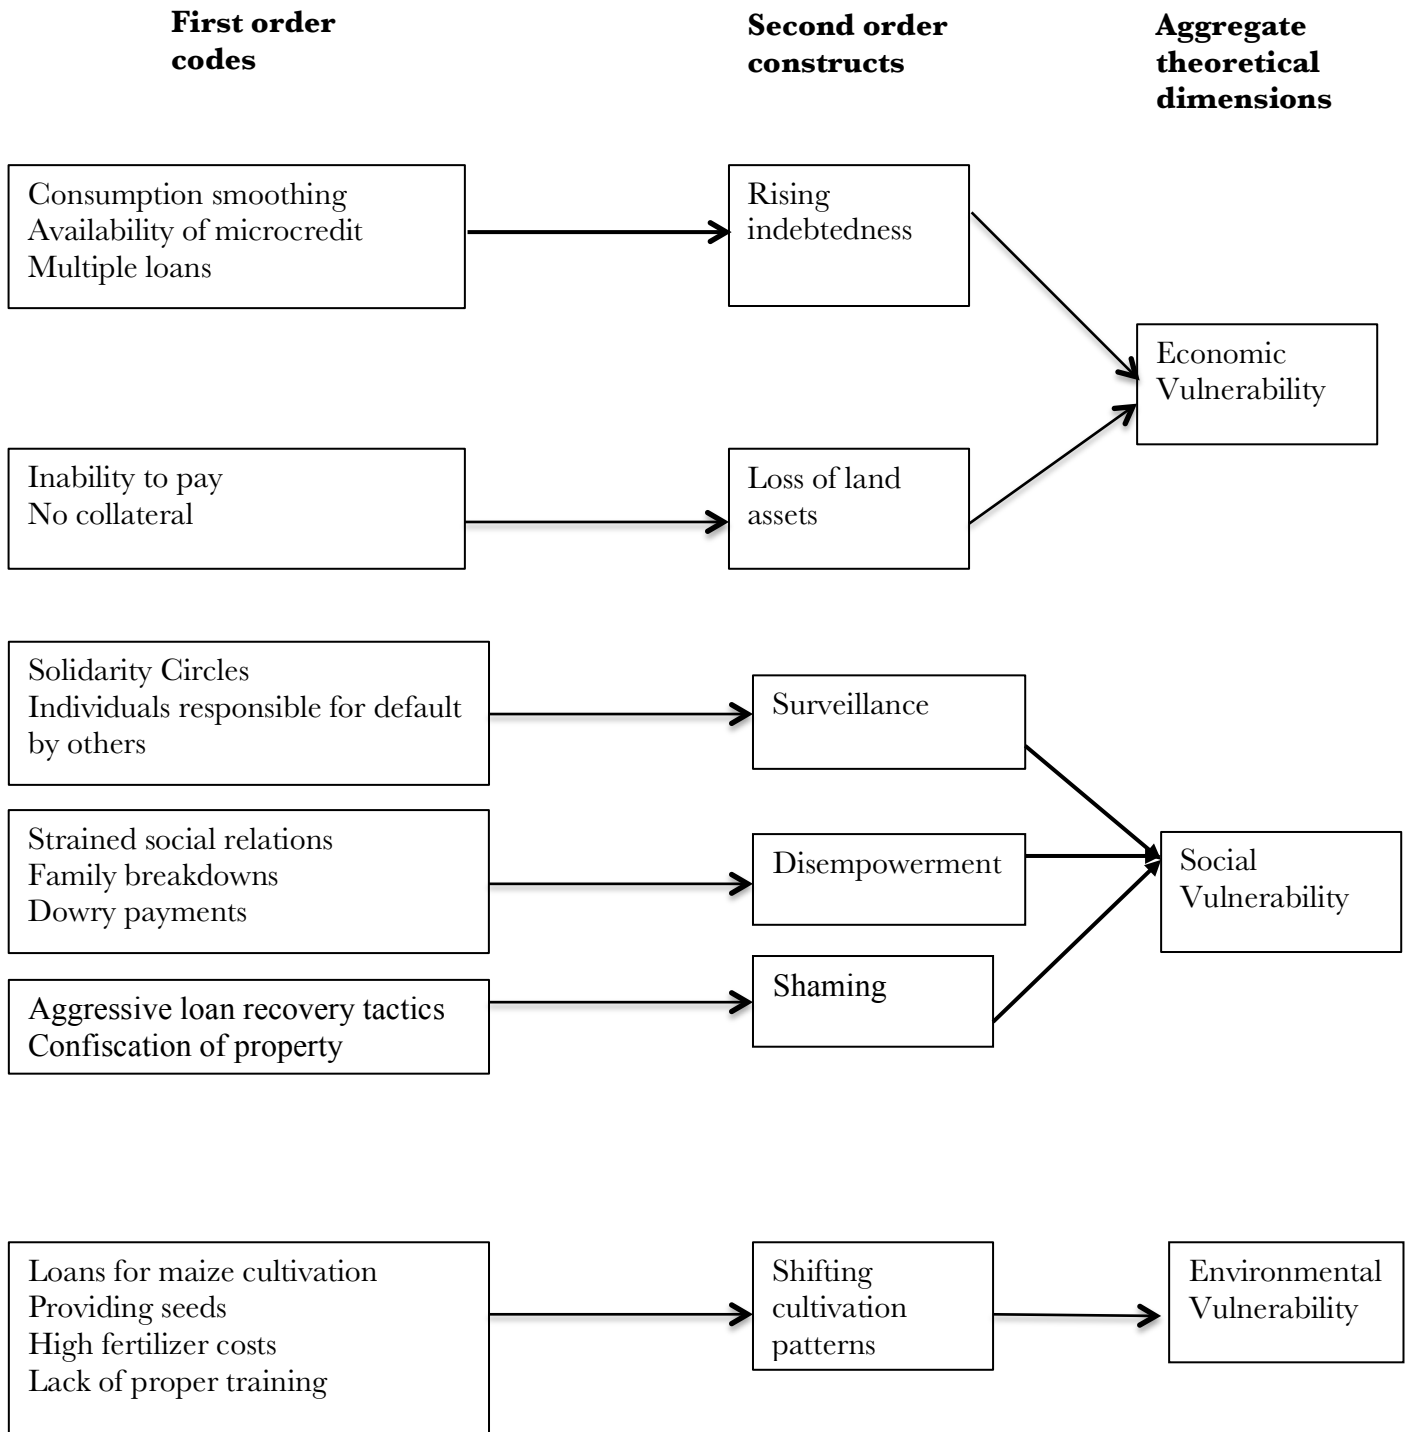 First order
codes
Second order
constructs
Aggregate
theoretical
dimensions
Consumption smoothing
Availability of microcredit
Multiple loans
Rising
indebtedness
Economic
Vulnerability
Inability to pay
No collateral
Loss of land
assets
Solidarity Circles
Individuals responsible for default
by others
Surveillance
Strained social relations
Family breakdowns
Dowry payments
Disempowerment
Social
Vulnerability
Aggressive loan recovery tactics
Confiscation of property
Shaming
Loans for maize cultivation
Providing seeds
High fertilizer costs
Lack of proper training
Shifting
cultivation
patterns
Environmental
Vulnerability